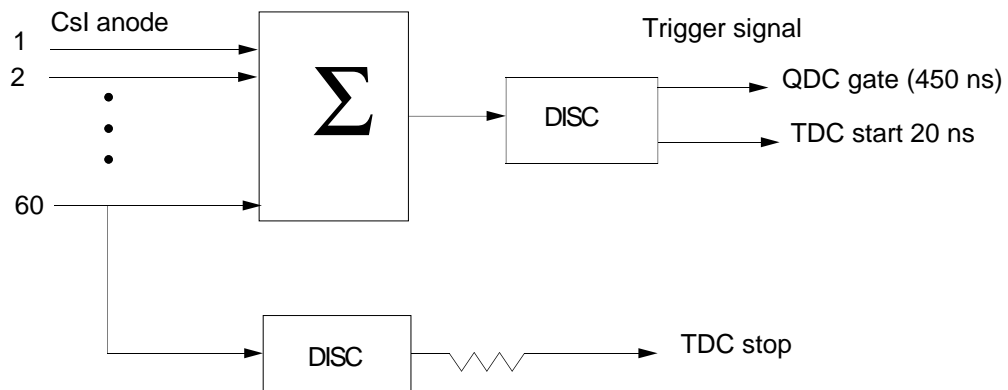 CsI anode
1
2
60
Σ
DISC
Trigger signal
QDC gate (450 ns)
TDC start 20 ns
DISC
TDC stop